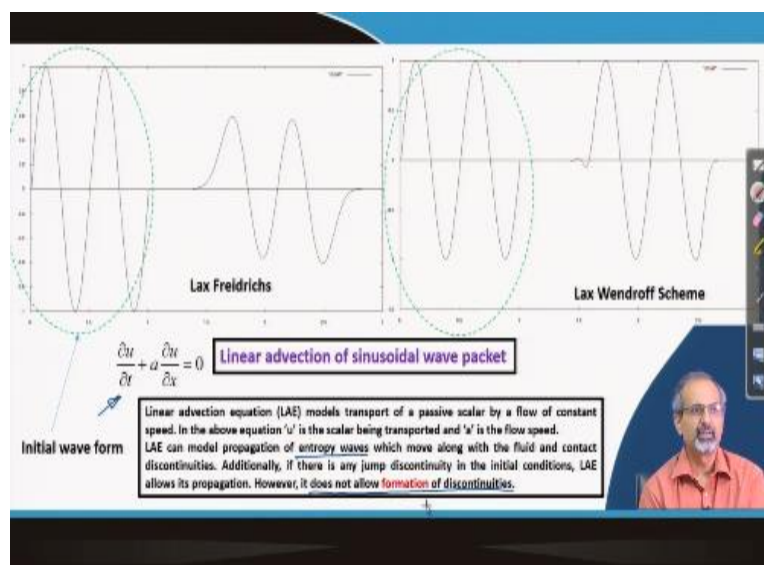 Lax Freidrichs
Lax Wendroff Scheme
∂u/∂t + a ∂u/∂x = 0
Linear advection of sinusoidal wave packet
Initial wave form
Linear advection equation (LAE) models transport of a passive scalar by a flow of constant
speed. In the above equation 'u' is the scalar being transported and 'a' is the flow speed.
LAE can model propagation of entropy waves which move along with the fluid and contact
discontinuities. Additionally, if there is any jump discontinuity in the initial conditions, LAE
allows its propagation. However, it does not allow formation of discontinuities.